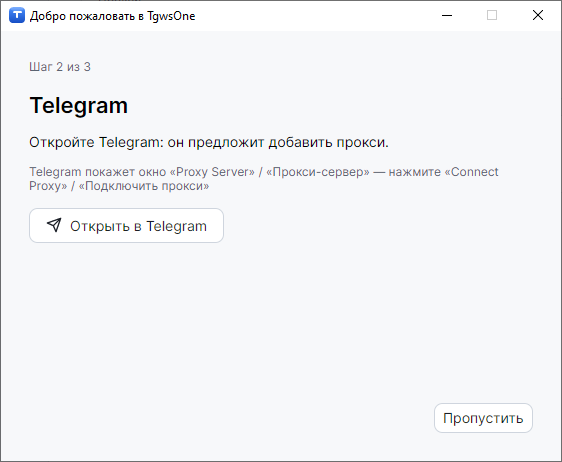 Добро пожаловать в TgwsOne
Шаг 2 из 3
Telegram
Откройте Telegram: он предложит добавить прокси.
Telegram покажет окно «Proxy Server» / «Прокси-сервер» — нажмите «Connect
Proxy» / «Подключить прокси»
Открыть в Telegram
Пропустить